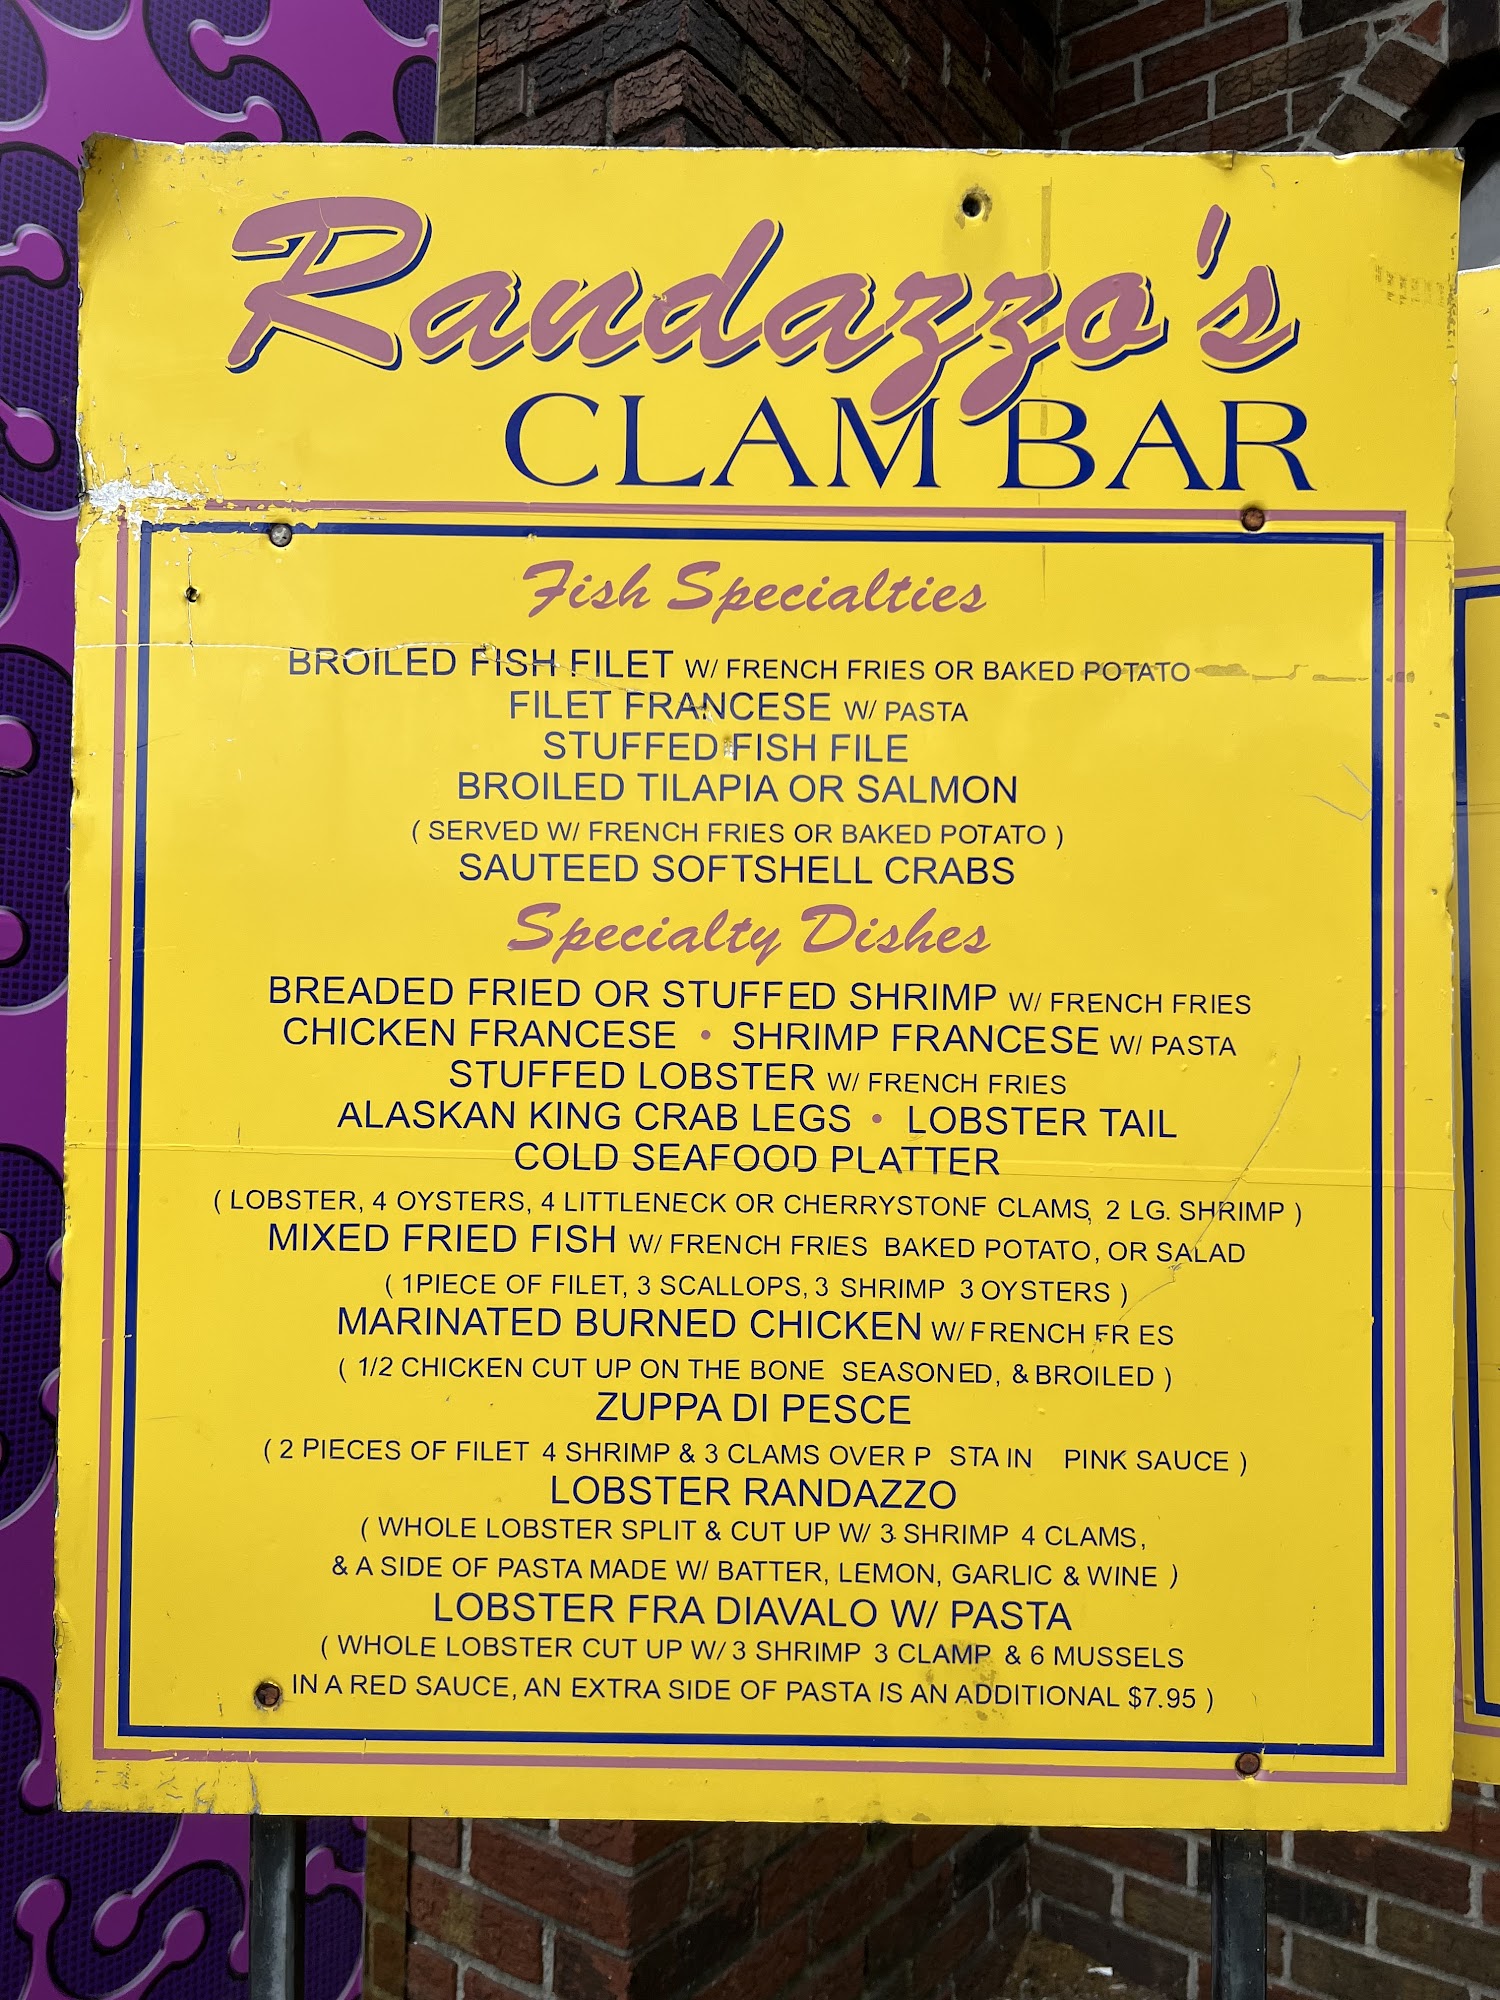 Randazzo's
CLAM BAR
Fish Specialties
BROILED FISH FILET W/ FRENCH FRIES OR BAKED POTATO
FILET FRANCESE W/ PASTA
STUFFED FISH FILE
BROILED TILAPIA OR SALMON
( SERVED W/ FRENCH FRIES OR BAKED POTATO )
SAUTEED SOFTSHELL CRABS
Specialty Dishes
BREADED FRIED OR STUFFED SHRIMP W/ FRENCH FRIES
CHICKEN FRANCESE • SHRIMP FRANCESE W/ PASTA
STUFFED LOBSTER W/ FRENCH FRIES
ALASKAN KING CRAB LEGS • LOBSTER TAIL
COLD SEAFOOD PLATTER
( LOBSTER, 4 OYSTERS, 4 LITTLENECK OR CHERRYSTONE CLAMS, 2 LG. SHRIMP )
MIXED FRIED FISH W/ FRENCH FRIES BAKED POTATO, OR SALAD
( 1PIECE OF FILET, 3 SCALLOPS, 3 SHRIMP 3 OYSTERS )
MARINATED BURNED CHICKEN W/ FRENCH FR ES
( 1/2 CHICKEN CUT UP ON THE BONE SEASONED, & BROILED )
ZUPPA DI PESCE
( 2 PIECES OF FILET 4 SHRIMP & 3 CLAMS OVER P STA IN PINK SAUCE )
LOBSTER RANDAZZO
( WHOLE LOBSTER SPLIT & CUT UP W/ 3 SHRIMP 4 CLAMS,
& A SIDE OF PASTA MADE W/ BATTER, LEMON, GARLIC & WINE )
LOBSTER FRA DIAVALO W/ PASTA
( WHOLE LOBSTER CUT UP W/ 3 SHRIMP 3 CLAMP & 6 MUSSELS
IN A RED SAUCE, AN EXTRA SIDE OF PASTA IS AN ADDITIONAL $7.95 )